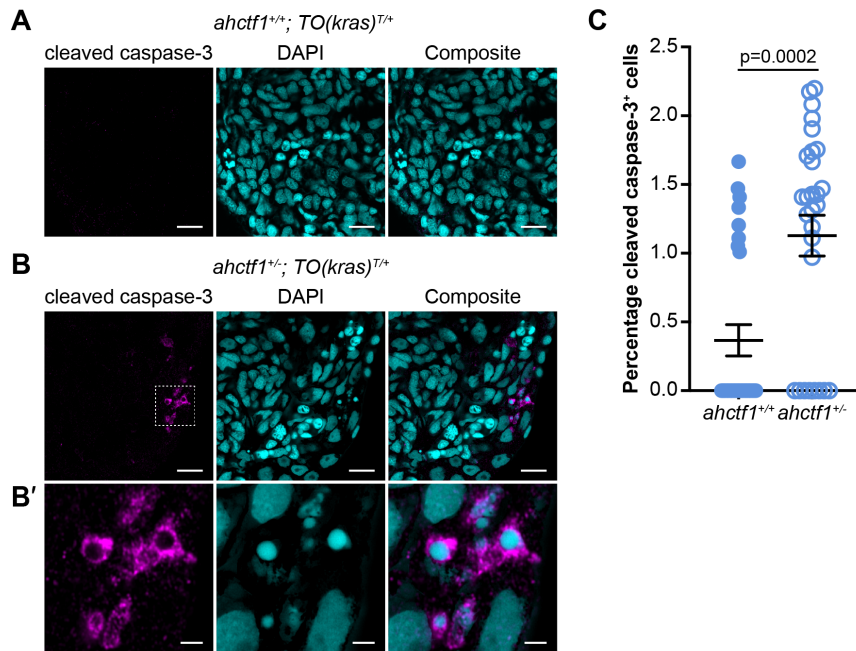 A
ahctf1+/+; TO(kras)T/+
cleaved caspase-3 DAPI Composite
B
ahctf1+/-; TO(kras)T/+
cleaved caspase-3 DAPI Composite
B′
C
Percentage cleaved caspase-3+ cells
2.5
2.0
1.5
1.0
0.5
0.0
p=0.0002
ahctf1+/+ ahctf1+/-